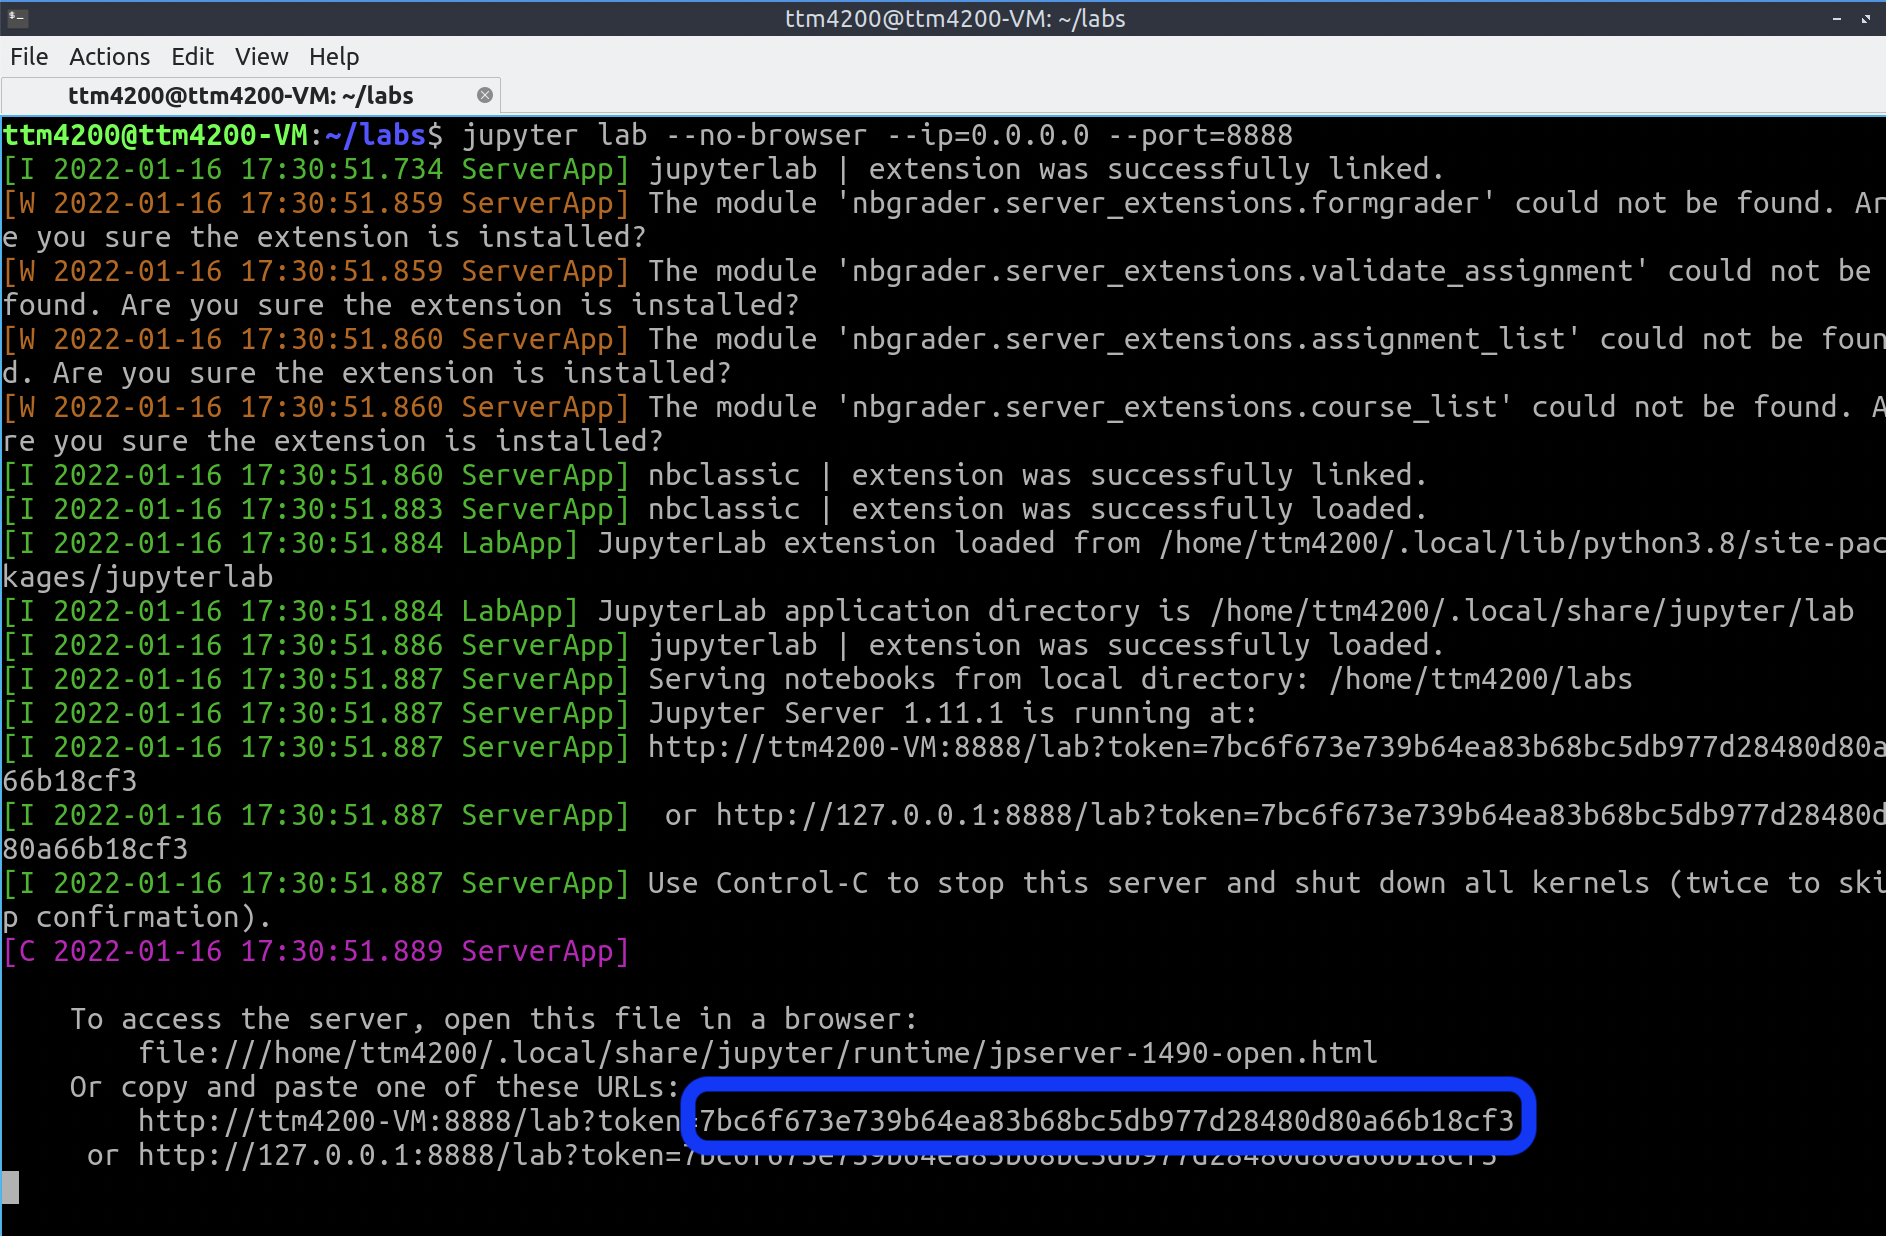 ttm4200@ttm4200-VM: ~/labs
File Actions Edit View Help
ttm4200@ttm4200-VM: ~/labs
ttm4200@ttm4200-VM:~/labs$ jupyter lab --no-browser --ip=0.0.0.0 --port=8888
[I 2022-01-16 17:30:51.734 ServerApp] jupyterlab | extension was successfully linked.
[W 2022-01-16 17:30:51.859 ServerApp] The module 'nbgrader.server_extensions.formgrader' could not be found. Ar
e you sure the extension is installed?
[W 2022-01-16 17:30:51.859 ServerApp] The module 'nbgrader.server_extensions.validate_assignment' could not be
found. Are you sure the extension is installed?
[W 2022-01-16 17:30:51.860 ServerApp] The module 'nbgrader.server_extensions.assignment_list' could not be foun
d. Are you sure the extension is installed?
[W 2022-01-16 17:30:51.860 ServerApp] The module 'nbgrader.server_extensions.course_list' could not be found. A
re you sure the extension is installed?
[I 2022-01-16 17:30:51.860 ServerApp] nbclassic | extension was successfully linked.
[I 2022-01-16 17:30:51.883 ServerApp] nbclassic | extension was successfully loaded.
[I 2022-01-16 17:30:51.884 LabApp] JupyterLab extension loaded from /home/ttm4200/.local/lib/python3.8/site-pac
kages/jupyterlab
[I 2022-01-16 17:30:51.884 LabApp] JupyterLab application directory is /home/ttm4200/.local/share/jupyter/lab
[I 2022-01-16 17:30:51.886 ServerApp] jupyterlab | extension was successfully loaded.
[I 2022-01-16 17:30:51.887 ServerApp] Serving notebooks from local directory: /home/ttm4200/labs
[I 2022-01-16 17:30:51.887 ServerApp] Jupyter Server 1.11.1 is running at:
[I 2022-01-16 17:30:51.887 ServerApp] http://ttm4200-VM:8888/lab?token=7bc6f673e739b64ea83b68bc5db977d28480d80a
66b18cf3
[I 2022-01-16 17:30:51.887 ServerApp]  or http://127.0.0.1:8888/lab?token=7bc6f673e739b64ea83b68bc5db977d28480d
80a66b18cf3
[I 2022-01-16 17:30:51.887 ServerApp] Use Control-C to stop this server and shut down all kernels (twice to ski
p confirmation).
[C 2022-01-16 17:30:51.889 ServerApp]
To access the server, open this file in a browser:
file:///home/ttm4200/.local/share/jupyter/runtime/jpserver-1490-open.html
Or copy and paste one of these URLs:
http://ttm4200-VM:8888/lab?token=7bc6f673e739b64ea83b68bc5db977d28480d80a66b18cf3
or http://127.0.0.1:8888/lab?token=7bc6f673e739b64ea83b68bc5db977d28480d80a66b18cf3